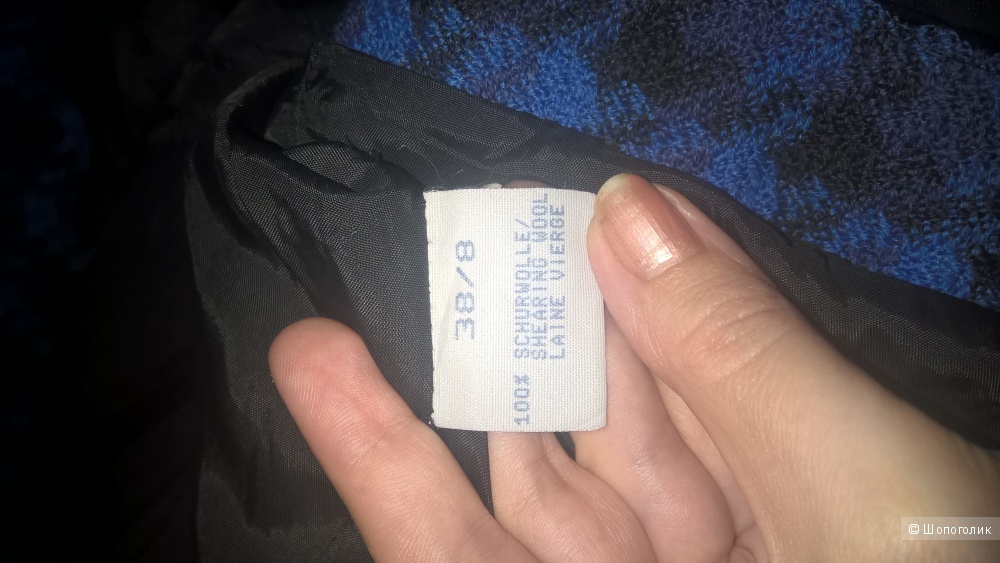 38/8
100% SCHURWOLLE/
SHEARING WOOL
LAINE VIERGE
© Шопоголик